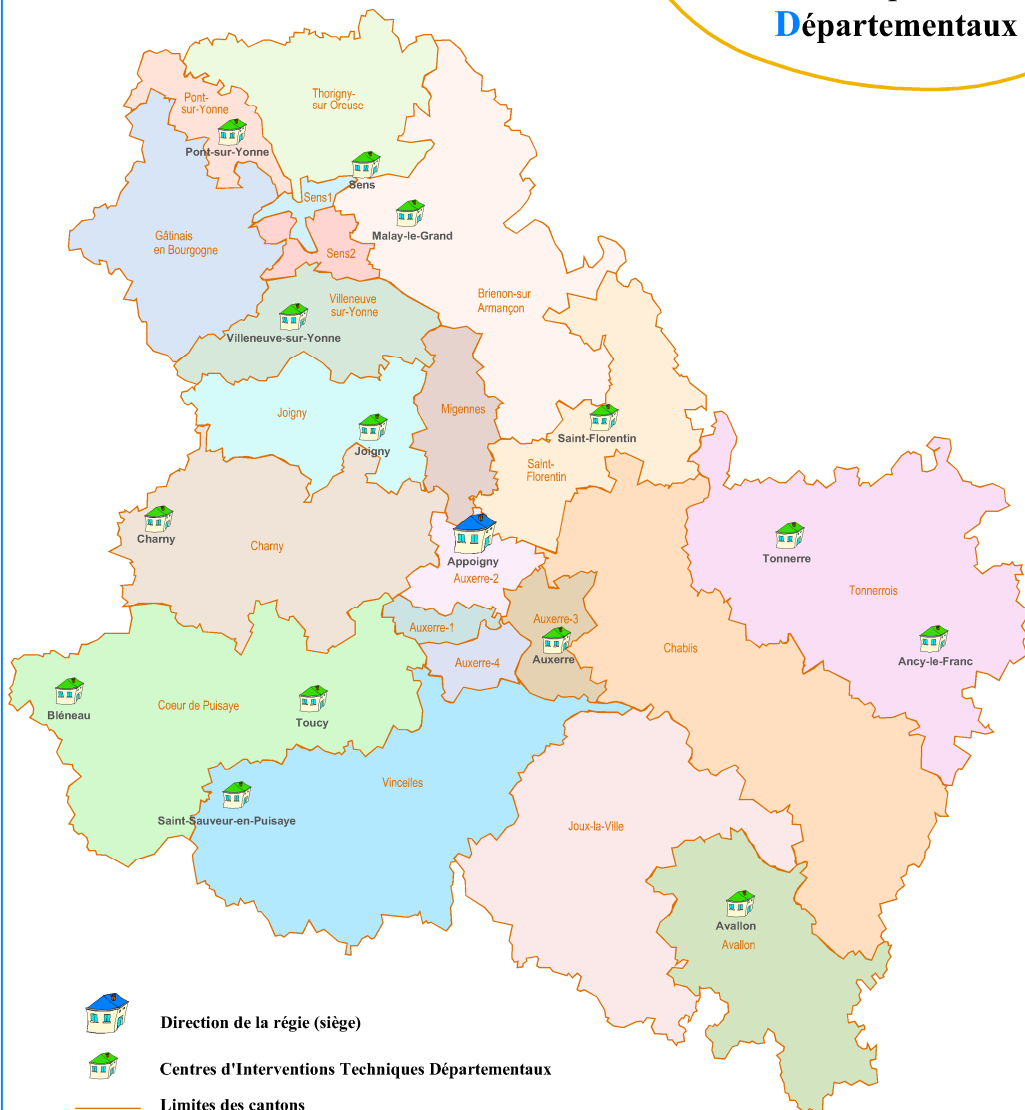 Départementaux
Pont-
sur-Yonne
Thorigny-
sur Oreuse
Pont-sur-Yonne
Sens
Sens1
Malay-le-Grand
Gâtinais
en Bourgogne
Sens2
Brienon-sur
Armançon
Villeneuve
sur-Yonne
Villeneuve-sur-Yonne
Joigny
Migennes
Joigny
Saint-Florentin
Saint-
Florentin
Charny
Charny
Appoigny
Auxerre-2
Tonnerre
Tonnerrois
Auxerre-1
Auxerre-3
Auxerre
Auxerre-4
Chablis
Ancy-le-Franc
Bléneau
Coeur de Puisaye
Toucy
Vincelles
Saint-Sauveur-en-Puisaye
Joux-la-Ville
Avallon
Avallon
Direction de la régie (siège)
Centres d'Interventions Techniques Départementaux
Limites des cantons